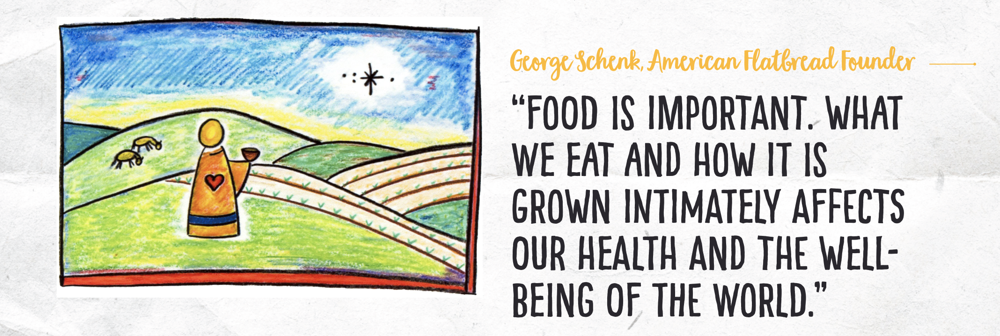 George Schenk, American Flatbread Founder
“FOOD IS IMPORTANT. WHAT
WE EAT AND HOW IT IS
GROWN INTIMATELY AFFECTS
OUR HEALTH AND THE WELL-
BEING OF THE WORLD.”